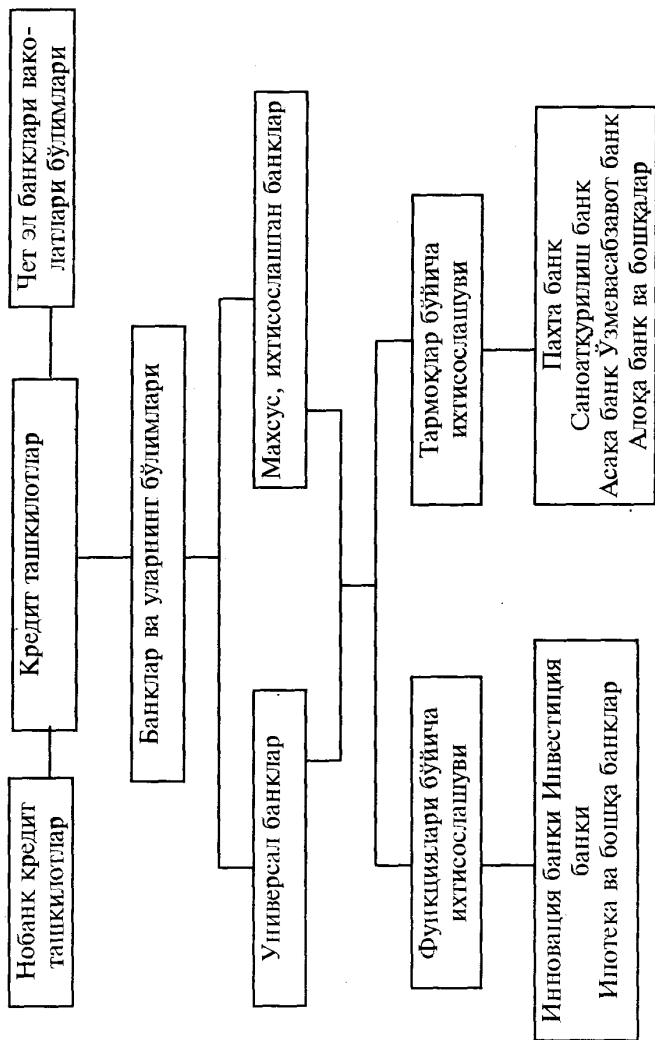 Нобанк кредит
ташкилотлар
Кредит ташкилотлар
Чет эл банклари вако-
латлари бўлимлари
Банклар ва уларнинг бўлимлари
Универсал банклар
Махсус, ихтисослашган банклар
Функциялари бўйича
ихтисослашуви
Тармоқлар бўйича
ихтисослашуви
Инновация банки Инвестиция
банки
Ипотека ва бошқа банклар
Пахта банк
Саноатқурилиш банк
Асака банк Ўзмевасабзавот банк
Алоқа банк ва бошқалар